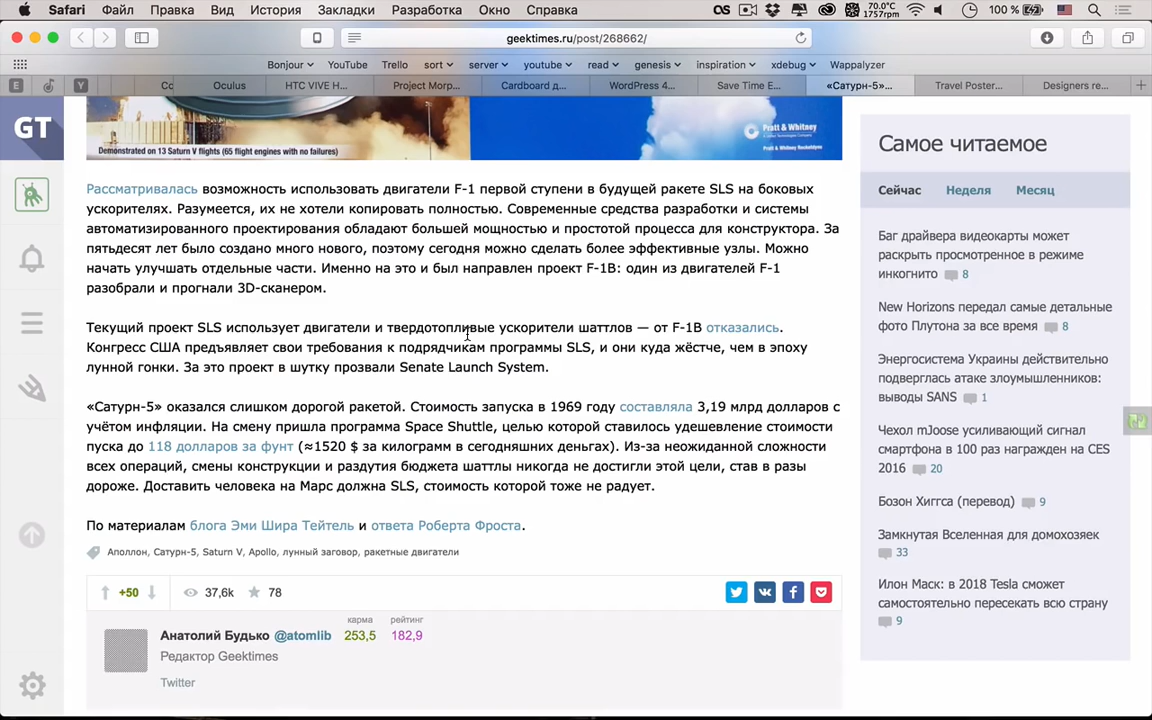 Safari Файл Правка Вид История Закладки Разработка Окно Справка
70.0°C
1757rpm
100 %
geektimes.ru/post/268662/
Bonjour YouTube Trello sort server youtube read genesis inspiration xdebug Wappalyzer
E Y Cc Oculus HTC VIVE H... Project Morp... Cardboard д... WordPress 4... Save Time E... «Сатурн-5»... Travel Poster... Designers re...
GT
Demonstrated on 13 Saturn V flights (65 flight engines with no failures)
Pratt & Whitney
Рассматривалась возможность использовать двигатели F-1 первой ступени в будущей ракете SLS на боковых
ускорителях. Разумеется, их не хотели копировать полностью. Современные средства разработки и системы
автоматизированного проектирования обладают большей мощностью и простотой процесса для конструктора. За
пятьдесят лет было создано много нового, поэтому сегодня можно сделать более эффективные узлы. Можно
начать улучшать отдельные части. Именно на это и был направлен проект F-1B: один из двигателей F-1
разобрали и прогнали 3D-сканером.
Текущий проект SLS использует двигатели и твердотопливые ускорители шаттлов — от F-1B отказались.
Конгресс США предъявляет свои требования к подрядчикам программы SLS, и они куда жёстче, чем в эпоху
лунной гонки. За это проект в шутку прозвали Senate Launch System.
«Сатурн-5» оказался слишком дорогой ракетой. Стоимость запуска в 1969 году составляла 3,19 млрд долларов с
учётом инфляции. На смену пришла программа Space Shuttle, целью которой ставилось удешевление стоимости
пуска до 118 долларов за фунт (≈1520 $ за килограмм в сегодняшних деньгах). Из-за неожиданной сложности
всех операций, смены конструкции и раздутия бюджета шаттлы никогда не достигли этой цели, став в разы
дороже. Доставить человека на Марс должна SLS, стоимость которой тоже не радует.
По материалам блога Эми Шира Тейтель и ответа Роберта Фроста.
Аполлон, Сатурн-5, Saturn V, Apollo, лунный заговор, ракетные двигатели
+50 37,6k 78
Анатолий Будько @atomlib
Редактор Geektimes
Twitter
карма
253,5
рейтинг
182,9
Самое читаемое
Сейчас Неделя Месяц
Баг драйвера видеокарты может
раскрыть просмотренное в режиме
инкогнито 8
New Horizons передал самые детальные
фото Плутона за все время 8
Энергосистема Украины действительно
подверглась атаке злоумышленников:
выводы SANS 1
Чехол mJoose усиливающий сигнал
смартфона в 100 раз награжден на CES
2016 20
Бозон Хиггса (перевод) 9
Замкнутая Вселенная для домохозяек
33
Илон Маск: в 2018 Tesla сможет
самостоятельно пересекать всю страну
9